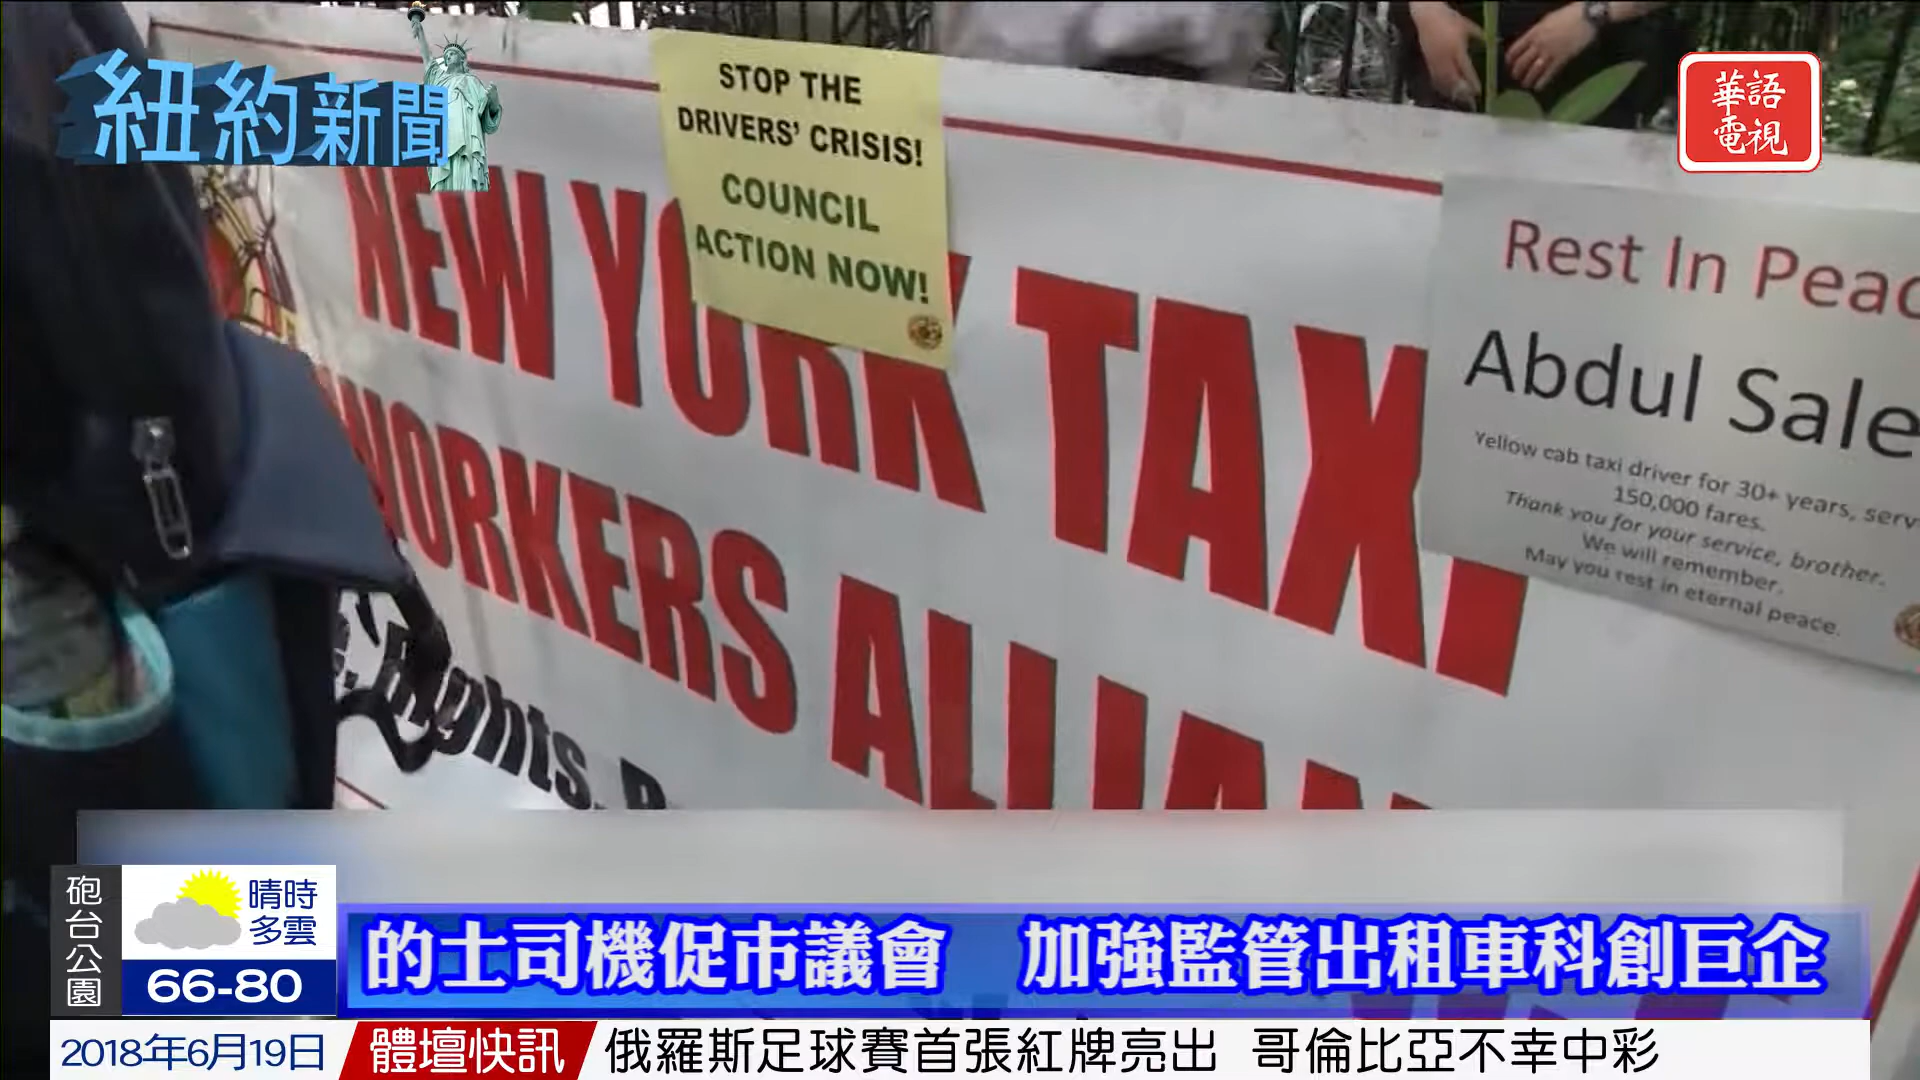 紐約新聞
華語
電視
STOP THE
DRIVERS' CRISIS!
COUNCIL
ACTION NOW!
NEW YORK TAXI
WORKERS ALLIAN
Rights.
Rest In Peac
Abdul Sale
Yellow cab taxi driver for 30+ years, serv
150,000 fares.
Thank you for your service, brother.
We will remember.
May you rest in eternal peace.
砲台公園
晴時
多雲
66-80
的士司機促市議會 加強監管出租車科創巨企
2018年6月19日
體壇快訊
俄羅斯足球賽首張紅牌亮出 哥倫比亞不幸中彩